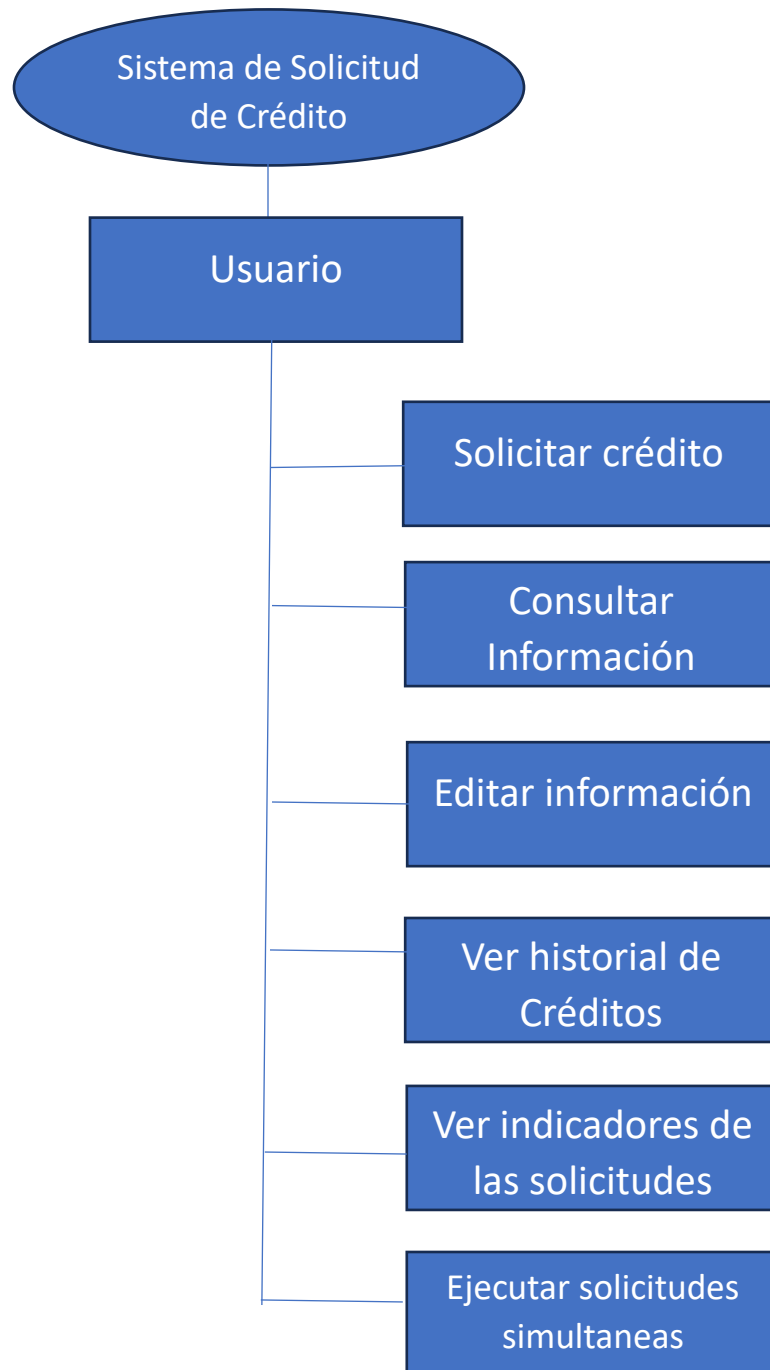 Sistema de Solicitud
de Crédito
Usuario
Solicitar crédito
Consultar
Información
Editar información
Ver historial de
Créditos
Ver indicadores de
las solicitudes
Ejecutar solicitudes
simultaneas